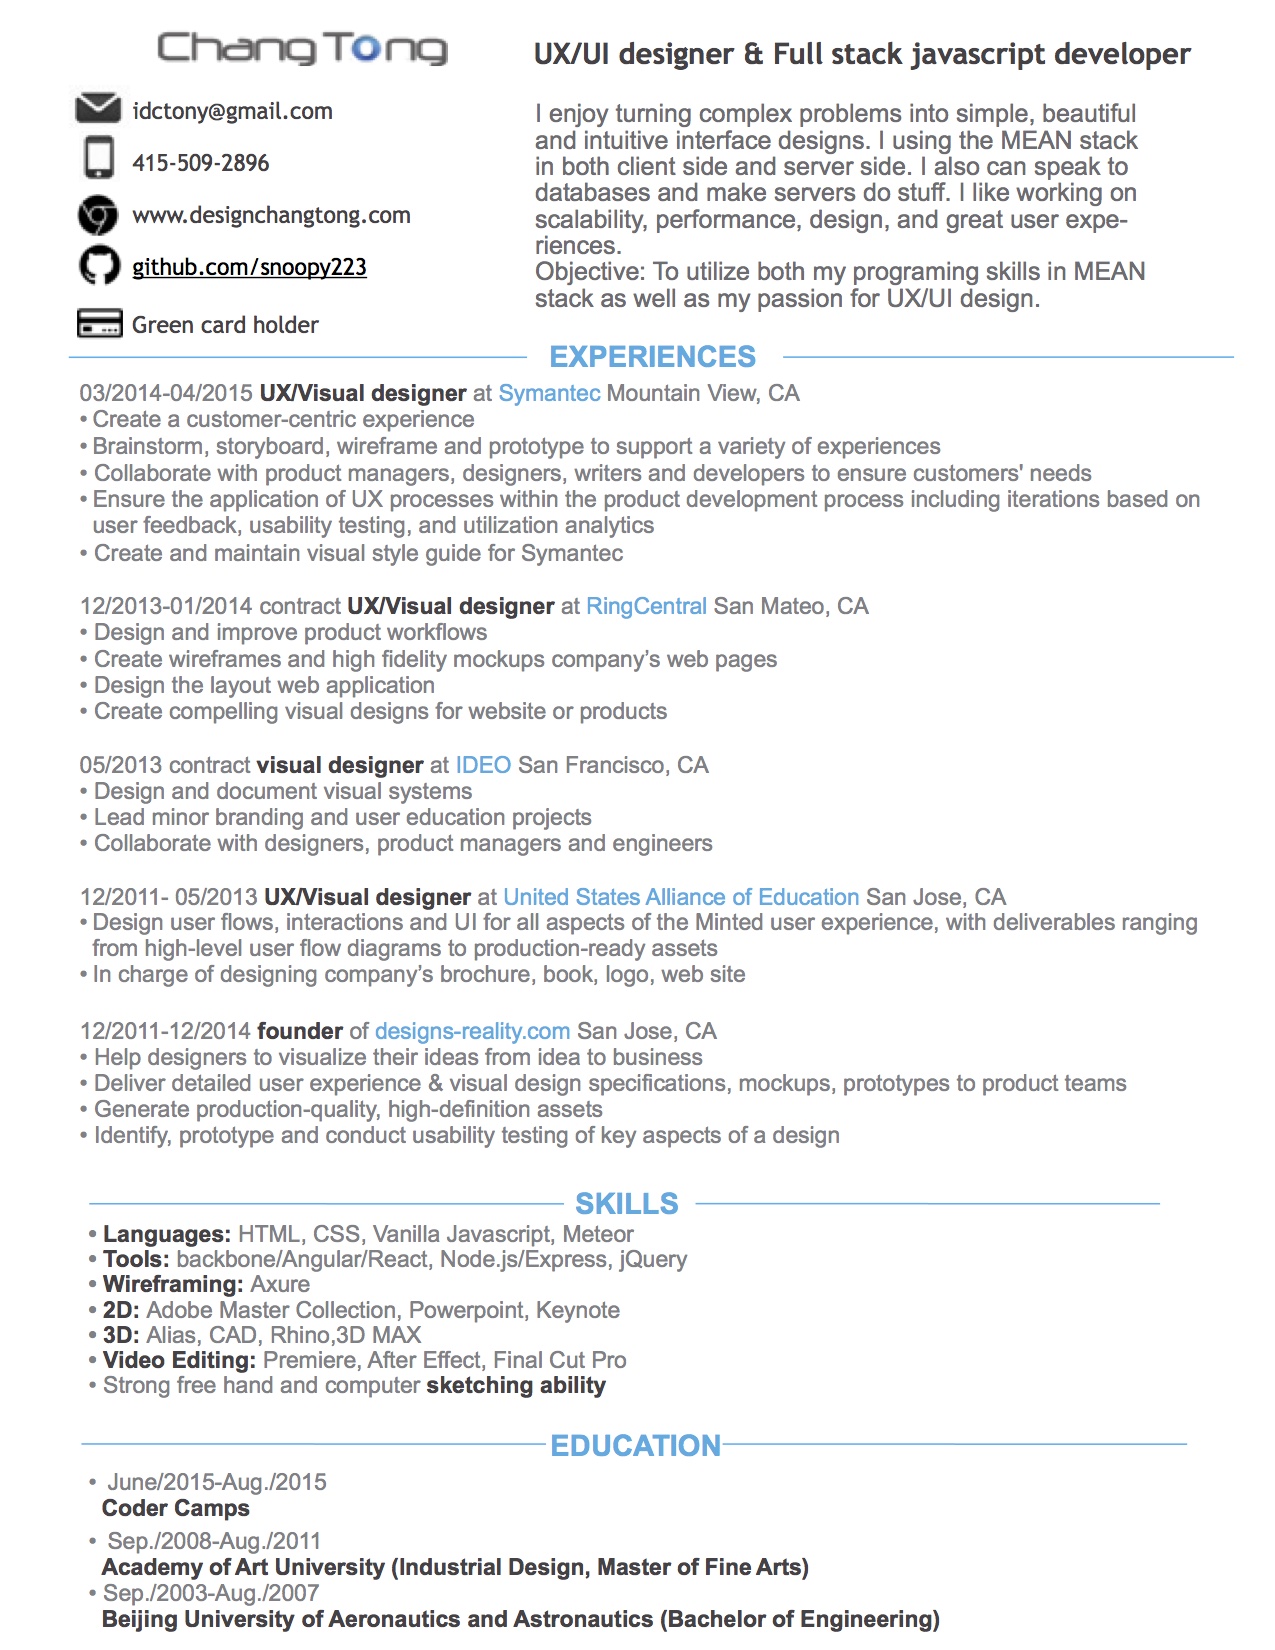 Chang Tong
UX/UI designer & Full stack javascript developer
idctony@gmail.com
415-509-2896
www.designchangtong.com
github.com/snoopy223
Green card holder
I enjoy turning complex problems into simple, beautiful
and intuitive interface designs. I using the MEAN stack
in both client side and server side. I also can speak to
databases and make servers do stuff. I like working on
scalability, performance, design, and great user expe-
riences.
Objective: To utilize both my programing skills in MEAN
stack as well as my passion for UX/UI design.
EXPERIENCES
03/2014-04/2015 UX/Visual designer at Symantec Mountain View, CA
• Create a customer-centric experience
• Brainstorm, storyboard, wireframe and prototype to support a variety of experiences
• Collaborate with product managers, designers, writers and developers to ensure customers' needs
• Ensure the application of UX processes within the product development process including iterations based on
user feedback, usability testing, and utilization analytics
• Create and maintain visual style guide for Symantec
12/2013-01/2014 contract UX/Visual designer at RingCentral San Mateo, CA
• Design and improve product workflows
• Create wireframes and high fidelity mockups company’s web pages
• Design the layout web application
• Create compelling visual designs for website or products
05/2013 contract visual designer at IDEO San Francisco, CA
• Design and document visual systems
• Lead minor branding and user education projects
• Collaborate with designers, product managers and engineers
12/2011- 05/2013 UX/Visual designer at United States Alliance of Education San Jose, CA
• Design user flows, interactions and UI for all aspects of the Minted user experience, with deliverables ranging
from high-level user flow diagrams to production-ready assets
• In charge of designing company’s brochure, book, logo, web site
12/2011-12/2014 founder of designs-reality.com San Jose, CA
• Help designers to visualize their ideas from idea to business
• Deliver detailed user experience & visual design specifications, mockups, prototypes to product teams
• Generate production-quality, high-definition assets
• Identify, prototype and conduct usability testing of key aspects of a design
SKILLS
• Languages: HTML, CSS, Vanilla Javascript, Meteor
• Tools: backbone/Angular/React, Node.js/Express, jQuery
• Wireframing: Axure
• 2D: Adobe Master Collection, Powerpoint, Keynote
• 3D: Alias, CAD, Rhino,3D MAX
• Video Editing: Premiere, After Effect, Final Cut Pro
• Strong free hand and computer sketching ability
EDUCATION
• June/2015-Aug./2015
Coder Camps
• Sep./2008-Aug./2011
Academy of Art University (Industrial Design, Master of Fine Arts)
• Sep./2003-Aug./2007
Beijing University of Aeronautics and Astronautics (Bachelor of Engineering)